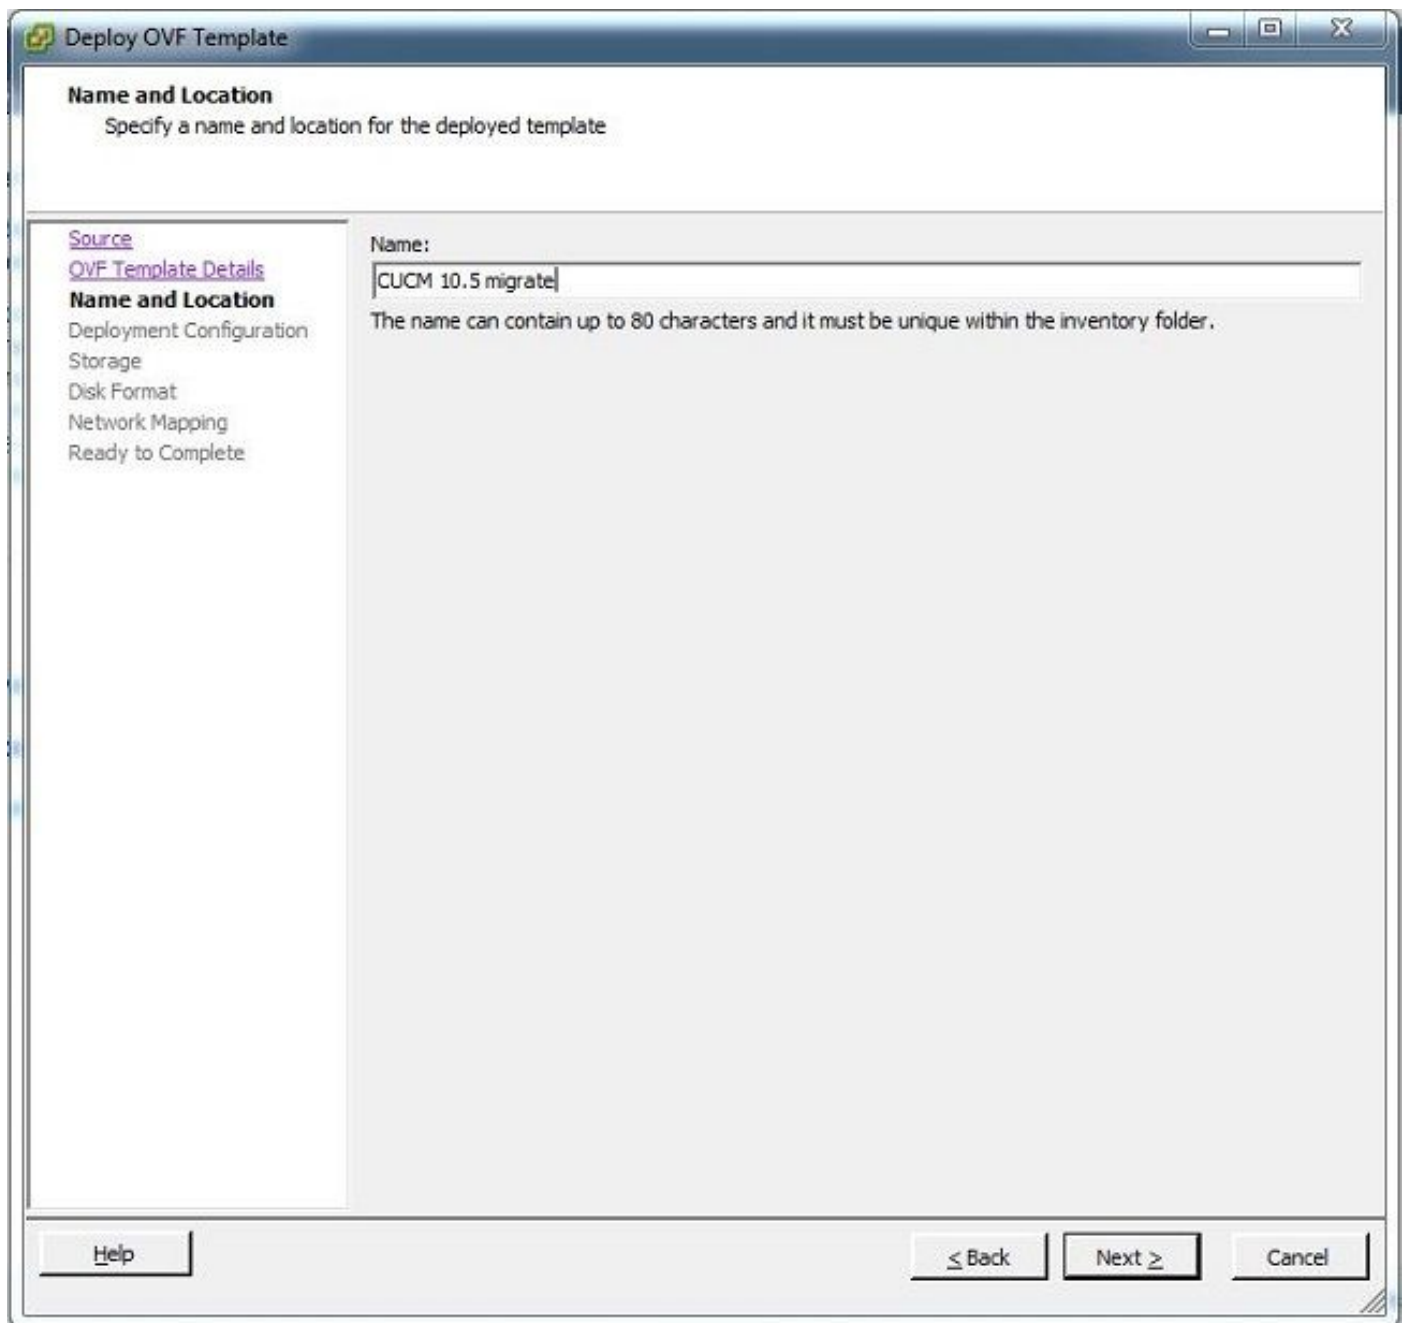 Deploy OVF Template
Name and Location
Specify a name and location for the deployed template
Source
OVF Template Details
Name and Location
Deployment Configuration
Storage
Disk Format
Network Mapping
Ready to Complete
Name:
CUCM 10.5 migrate
The name can contain up to 80 characters and it must be unique within the inventory folder.
Help
< Back
Next >
Cancel